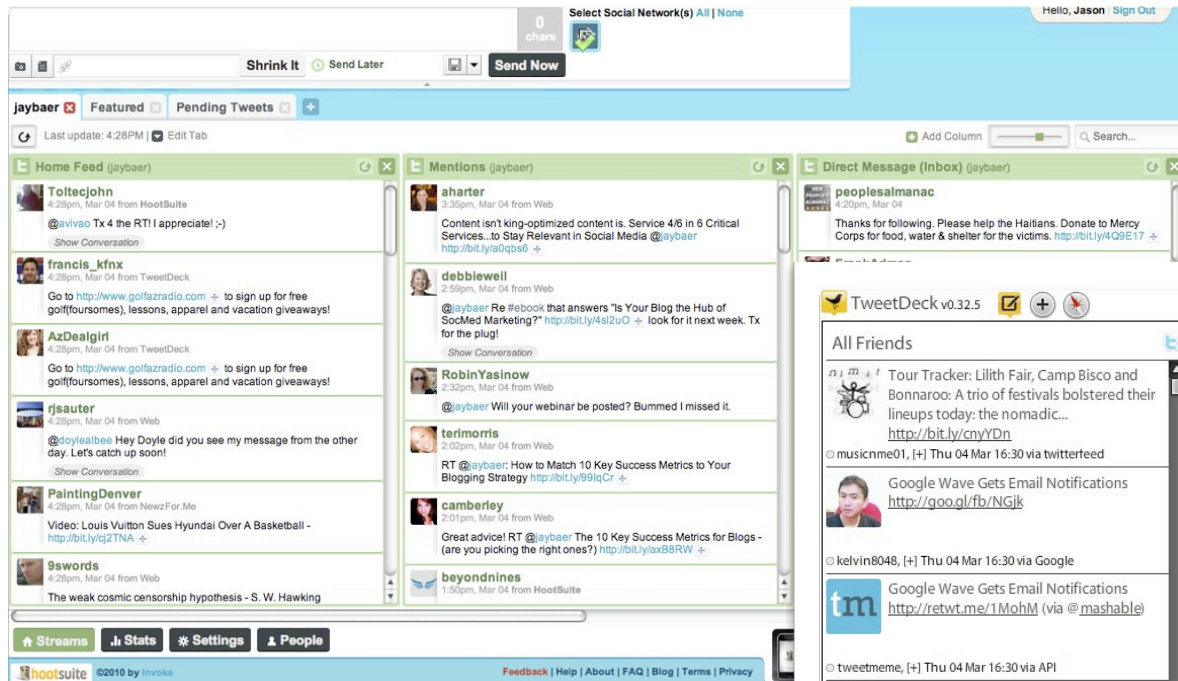 0
chars
Select Social Network(s) All | None
Hello, Jason | Sign Out
Shrink It
Send Later
Send Now
jaybaer
Featured
Pending Tweets
Last update: 4:28PM |
Edit Tab
Add Column
Search...
Home Feed (jaybaer)
Toltecjohn
4:28pm, Mar 04 from HootSuite
@avivao Tx 4 the RT! I appreciate! ;-)
Show Conversation
francis_kfnx
4:28pm, Mar 04 from TweetDeck
Go to http://www.golfazradio.com to sign up for free
golf(foursomes), lessons, apparel and vacation giveaways!
AzDealgirl
4:28pm, Mar 04 from TweetDeck
Go to http://www.golfazradio.com to sign up for free
golf(foursomes), lessons, apparel and vacation giveaways!
rjsauter
4:28pm, Mar 04 from Web
@doylealbee Hey Doyle did you see my message from the other
day. Let's catch up soon!
Show Conversation
PaintingDenver
4:28pm, Mar 04 from NewzFor.Me
Video: Louis Vuitton Sues Hyundai Over A Basketball -
http://bit.ly/cj2TNA
9swords
4:28pm, Mar 04 from Web
The weak cosmic censorship hypothesis - S. W. Hawking
Mentions (jaybaer)
aharter
3:35pm, Mar 04 from Web
Content isn't king-optimized content is. Service 4/6 in 6 Critical
Services...to Stay Relevant in Social Media @jaybaer
http://bit.ly/a0qbs6
debbieweil
2:59pm, Mar 04 from Web
@jaybaer Re #ebook that answers "Is Your Blog the Hub of
SocMed Marketing?" http://bit.ly/4sl2uO look for it next week. Tx
for the plug!
Show Conversation
RobinYasinow
2:32pm, Mar 04 from Web
@jaybaer Will your webinar be posted? Bummed I missed it.
terimorris
2:02pm, Mar 04 from Web
RT @jaybaer: How to Match 10 Key Success Metrics to Your
Blogging Strategy http://bit.ly/99lqCr
camberley
2:01pm, Mar 04 from Web
Great advice! RT @jaybaer The 10 Key Success Metrics for Blogs -
(are you picking the right ones?) http://bit.ly/axB8RW
beyondnines
1:50pm, Mar 04 from HootSuite
Direct Message (Inbox) (jaybaer)
peoplesalmanac
4:20pm, Mar 04
Thanks for following. Please help the Haitians. Donate to Mercy
Corps for food, water & shelter for the victims. http://bit.ly/4Q9E17
TweetDeck v0.32.5
All Friends
Tour Tracker: Lilith Fair, Camp Bisco and
Bonnaroo: A trio of festivals bolstered their
lineups today: the nomadic...
http://bit.ly/cnyYDn
musicnme01, [+] Thu 04 Mar 16:30 via twitterfeed
Google Wave Gets Email Notifications
http://goo.gl/fb/NGjk
kelvin8048, [+] Thu 04 Mar 16:30 via Google
tm
Google Wave Gets Email Notifications
http://retwt.me/1MohM (via @mashable)
tweetmeme, [+] Thu 04 Mar 16:30 via API
Streams
Stats
Settings
People
hootsuite ©2010 by invoke
Feedback | Help | About | FAQ | Blog | Terms | Privacy